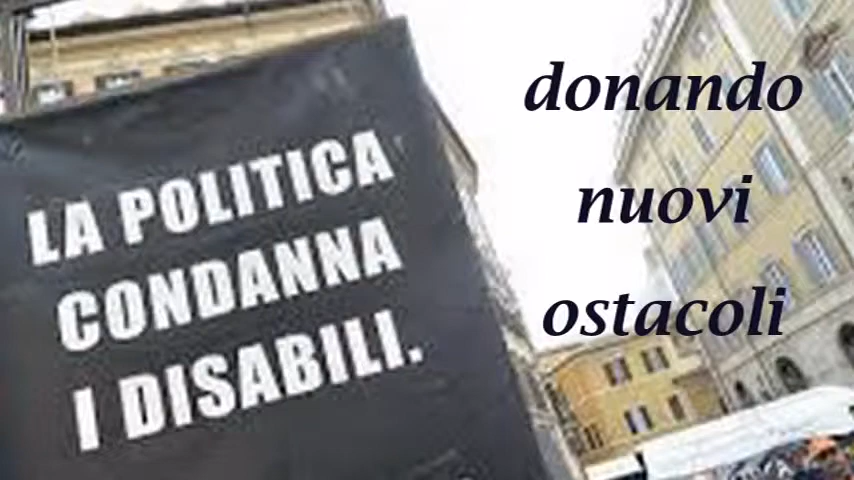 LA POLITICA
CONDANNA
I DISABILI.
donando
nuovi
ostacoli